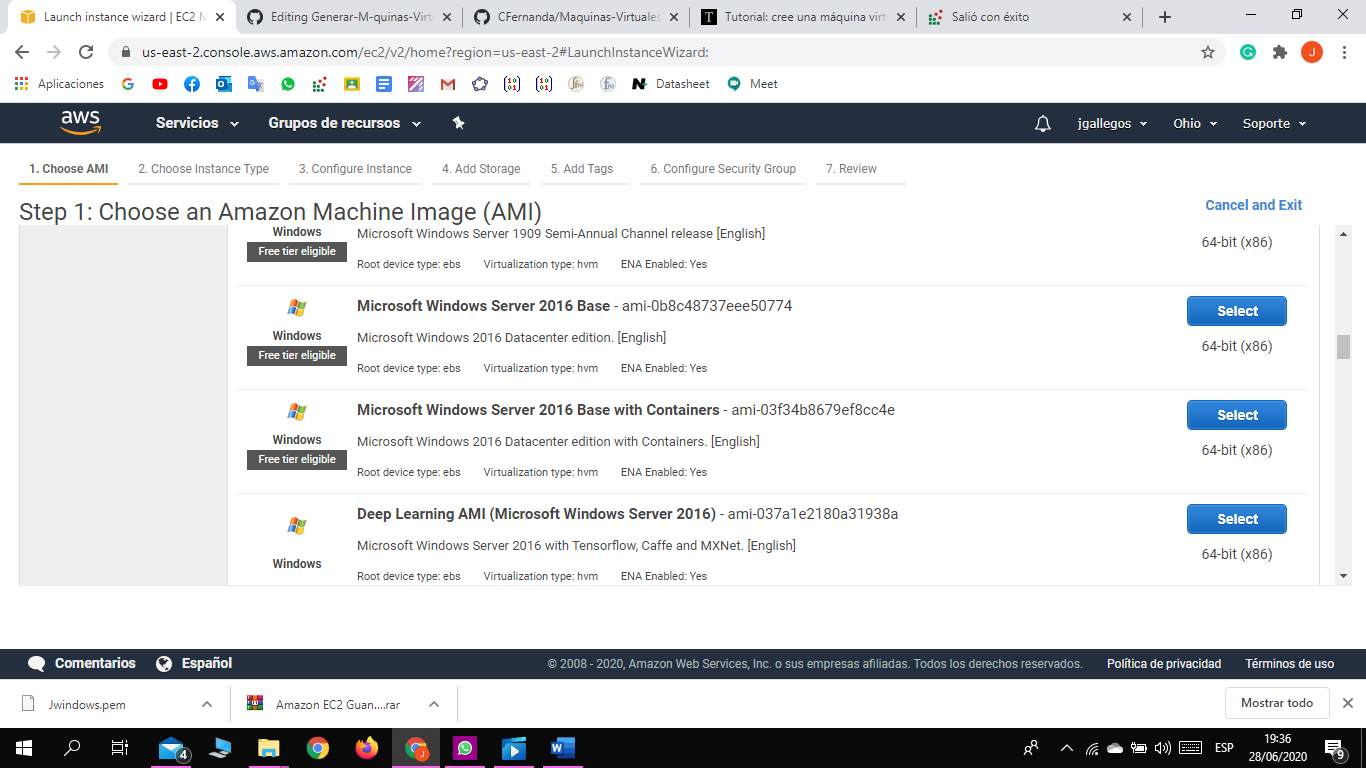 Launch instance wizard | EC2 M
Editing Generar-M-quinas-Virt
CFernanda/Maquinas-Virtuales
Tutorial: cree una máquina virt
Salió con éxito
us-east-2.console.aws.amazon.com/ec2/v2/home?region=us-east-2#LaunchInstanceWizard:
J
Aplicaciones
Datasheet
Meet
aws
Servicios
Grupos de recursos
jgallegos
Ohio
Soporte
1. Choose AMI
2. Choose Instance Type
3. Configure Instance
4. Add Storage
5. Add Tags
6. Configure Security Group
7. Review
Step 1: Choose an Amazon Machine Image (AMI)
Cancel and Exit
Windows
Free tier eligible
Microsoft Windows Server 1909 Semi-Annual Channel release [English]
Root device type: ebs Virtualization type: hvm ENA Enabled: Yes
64-bit (x86)
Windows
Free tier eligible
Microsoft Windows Server 2016 Base - ami-0b8c48737eee50774
Microsoft Windows 2016 Datacenter edition. [English]
Root device type: ebs Virtualization type: hvm ENA Enabled: Yes
Select
64-bit (x86)
Windows
Free tier eligible
Microsoft Windows Server 2016 Base with Containers - ami-03f34b8679ef8cc4e
Microsoft Windows 2016 Datacenter edition with Containers. [English]
Root device type: ebs Virtualization type: hvm ENA Enabled: Yes
Select
64-bit (x86)
Windows
Deep Learning AMI (Microsoft Windows Server 2016) - ami-037a1e2180a31938a
Microsoft Windows Server 2016 with Tensorflow, Caffe and MXNet. [English]
Root device type: ebs Virtualization type: hvm ENA Enabled: Yes
Select
64-bit (x86)
Comentarios
Español
© 2008 - 2020, Amazon Web Services, Inc. o sus empresas afiliadas. Todos los derechos reservados.
Política de privacidad
Términos de uso
Jwindows.pem
Amazon EC2 Guan....rar
Mostrar todo
4
J
ESP
19:36
28/06/2020
9